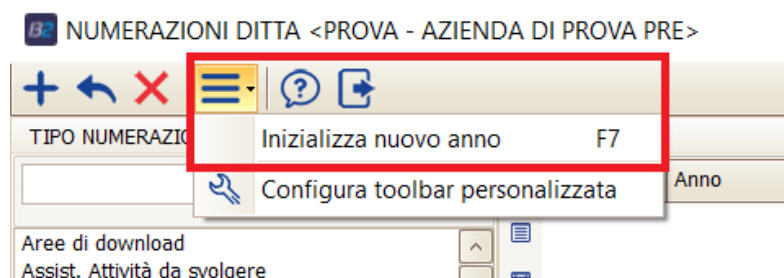 B2 NUMERAZIONI DITTA <PROVA - AZIENDA DI PROVA PRE>
TIPO NUMERAZIO
Inizializza nuovo anno F7
Configura toolbar personalizzata
Anno
Aree di download
Assist. Attività da svolgere